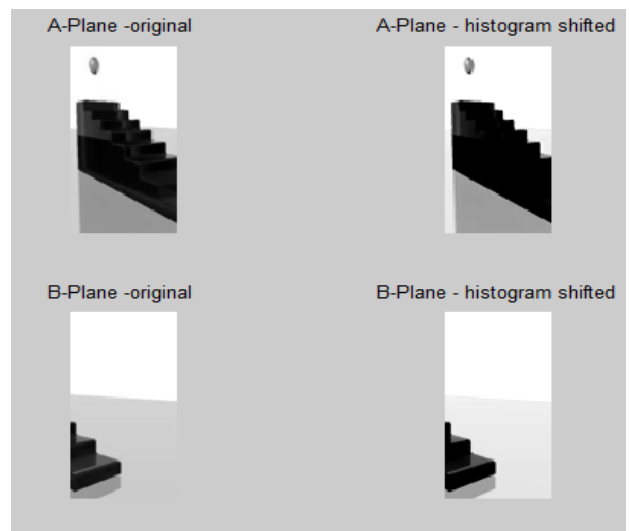 A-Plane -original
A-Plane - histogram shifted
B-Plane -original
B-Plane - histogram shifted